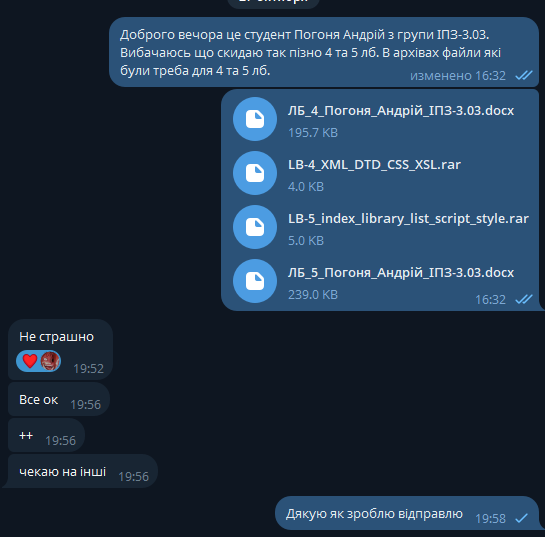 Доброго вечора це студент Погоня Андрій з групи ІПЗ-3.03.
Вибачаюсь що скидаю так пізно 4 та 5 лб. В архівах файли які
були треба для 4 та 5 лб.
изменено 16:32
ЛБ_4_Погоня_Андрій_ІПЗ-3.03.docx
195.7 KB
LB-4_XML_DTD_CSS_XSL.rar
4.0 KB
LB-5_index_library_list_script_style.rar
5.0 KB
ЛБ_5_Погоня_Андрій_ІПЗ-3.03.docx
239.0 KB
16:32
Не страшно
19:52
Все ок 19:56
++ 19:56
чекаю на інші 19:56
Дякую як зроблю відправлю 19:58